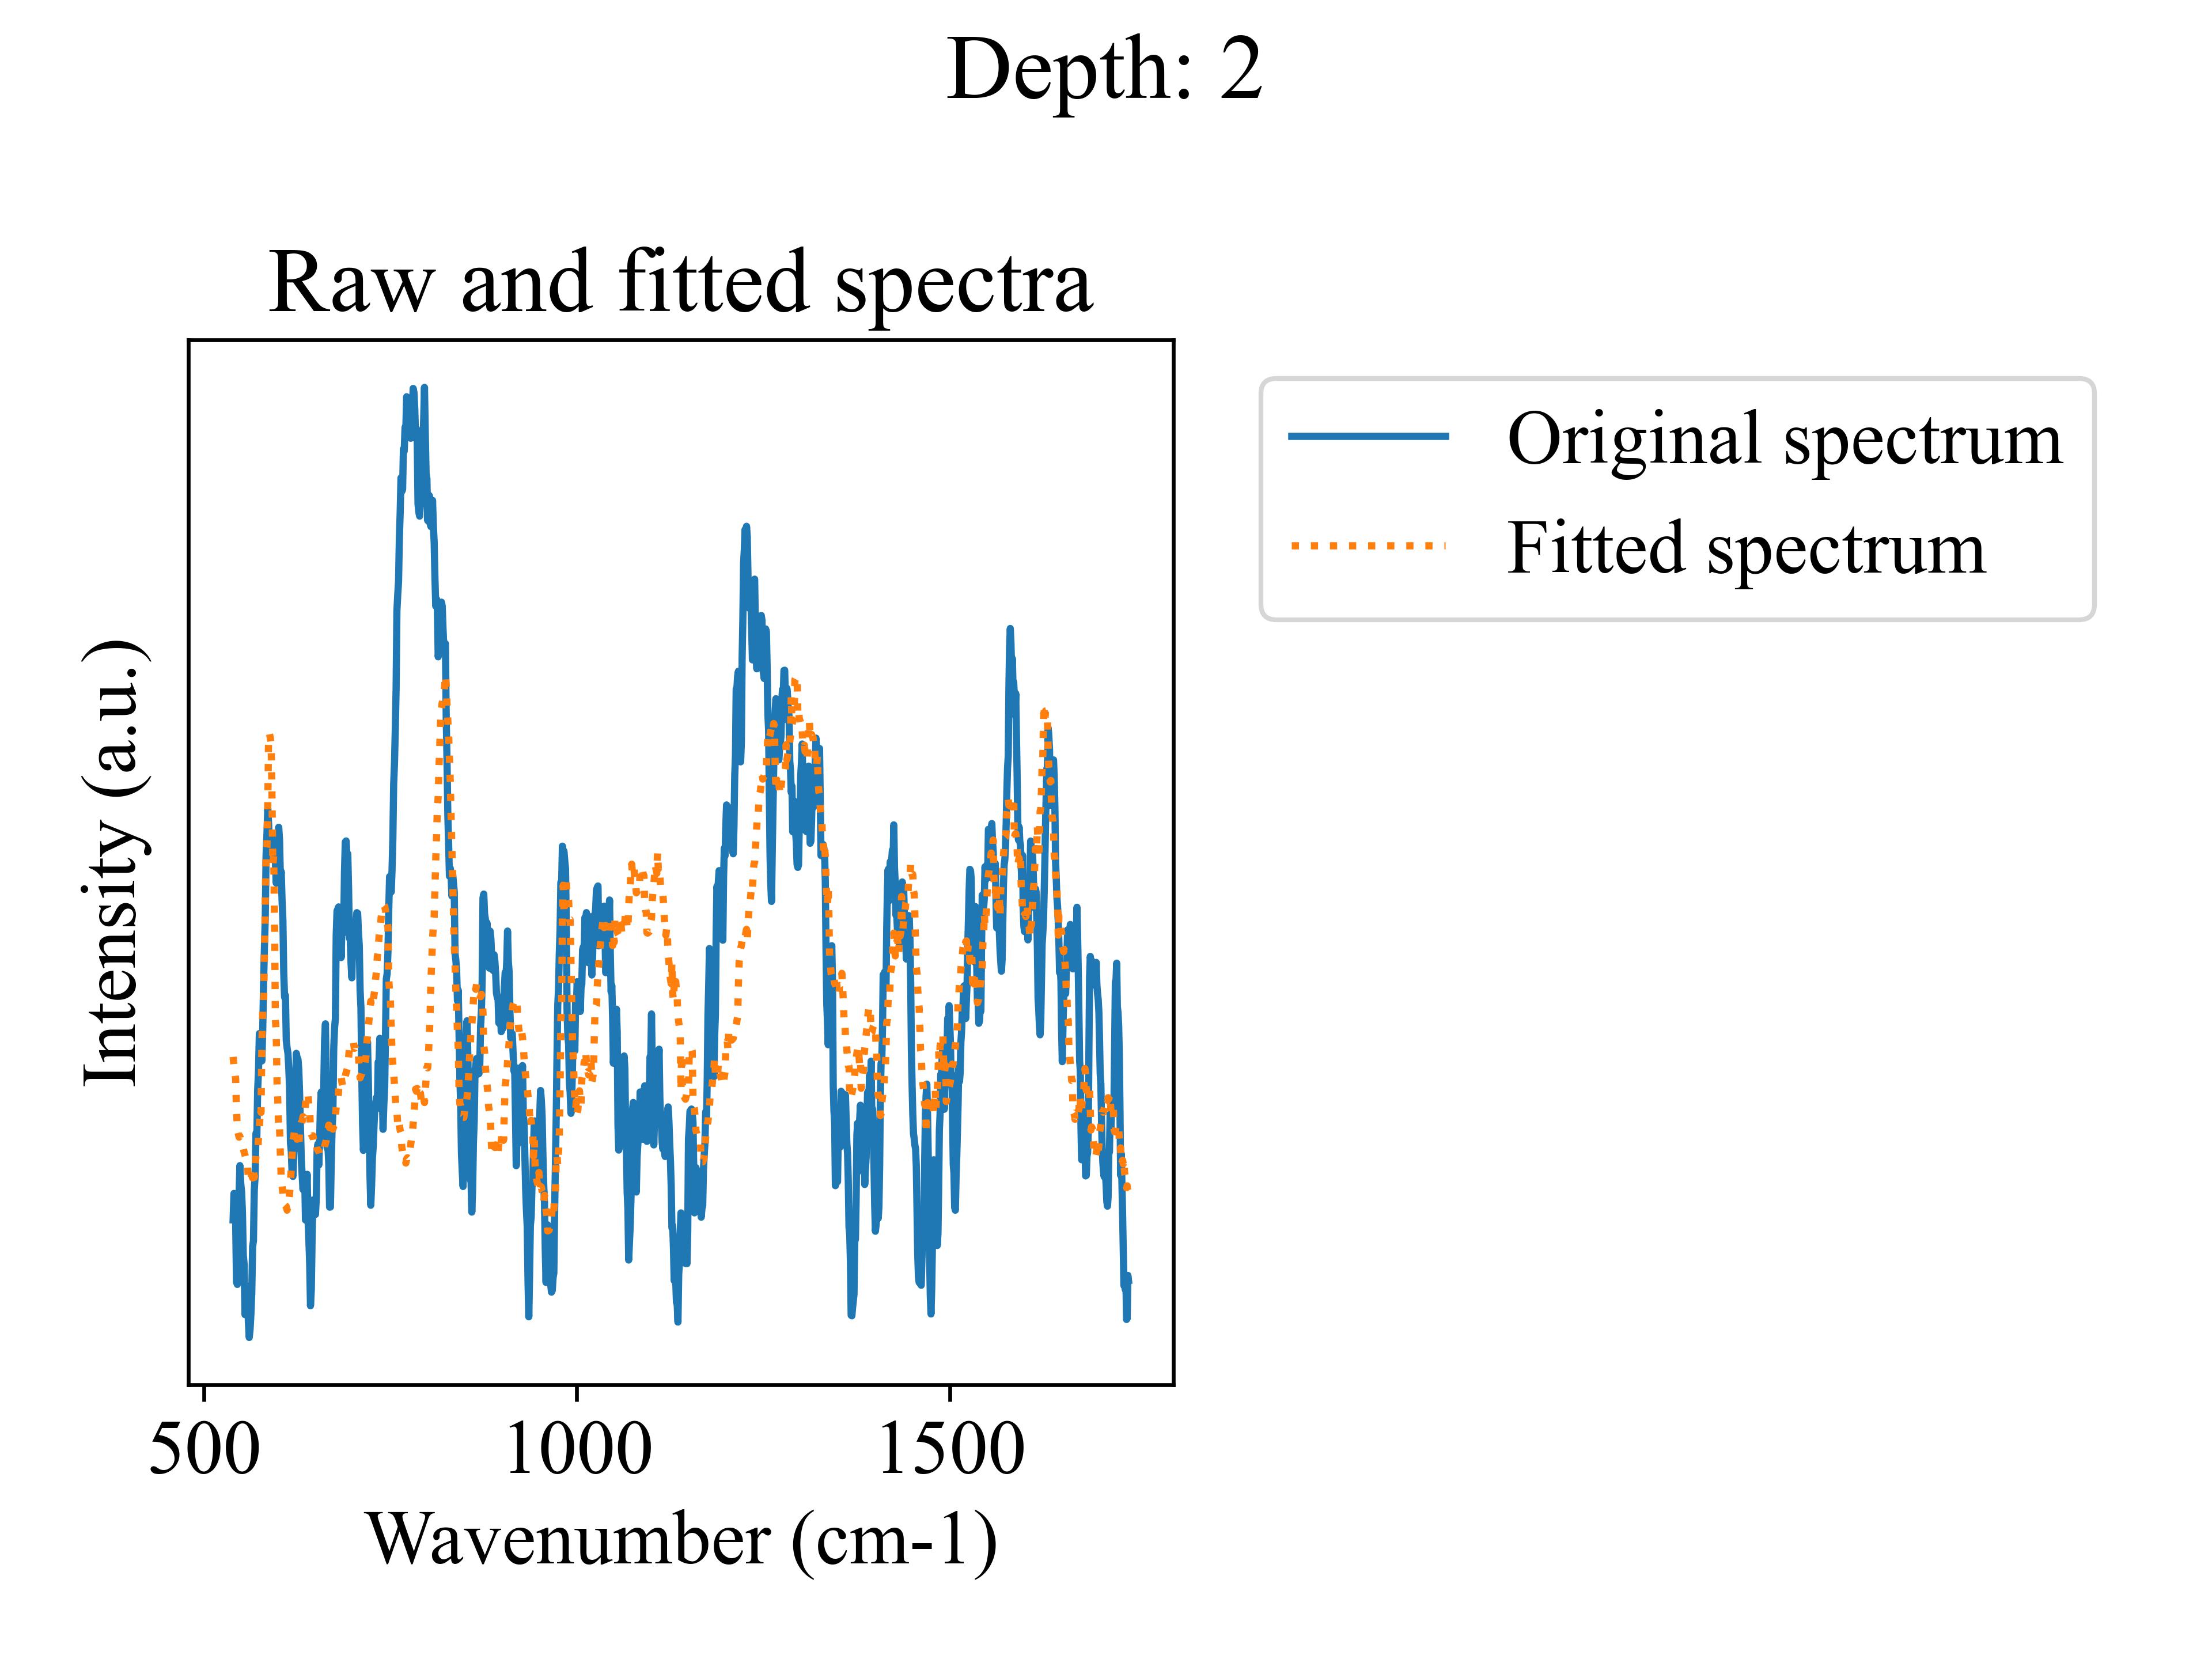 Depth: 2
Raw and fitted spectra
Original spectrum
Fitted spectrum
Intensity (a.u.)
500
1000
1500
Wavenumber (cm-1)